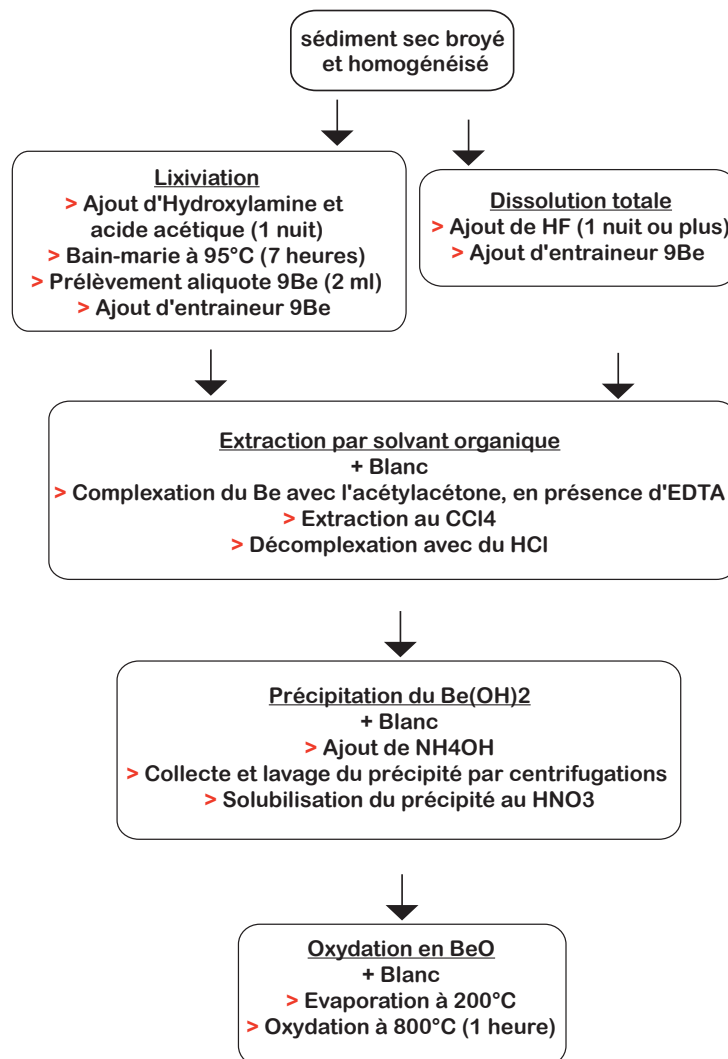 sédiment sec broyé
et homogénéisé
Lixiviation
> Ajout d'Hydroxylamine et
acide acétique (1 nuit)
> Bain-marie à 95°C (7 heures)
> Prélèvement aliquote 9Be (2 ml)
> Ajout d'entraineur 9Be
Dissolution totale
> Ajout de HF (1 nuit ou plus)
> Ajout d'entraineur 9Be
Extraction par solvant organique
+ Blanc
> Complexation du Be avec l'acétylacétone, en présence d'EDTA
> Extraction au CCl4
> Décomplexation avec du HCl
Précipitation du Be(OH)2
+ Blanc
> Ajout de NH4OH
> Collecte et lavage du précipité par centrifugations
> Solubilisation du précipité au HNO3
Oxydation en BeO
+ Blanc
> Evaporation à 200°C
> Oxydation à 800°C (1 heure)